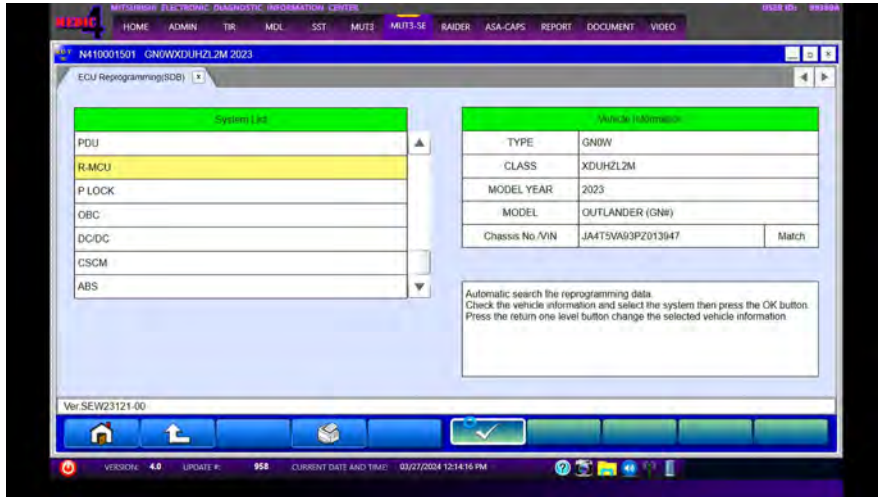 MITSUBISHI ELECTRONIC DIAGNOSTIC INFORMATION CENTER
USER ID: 99380A
MEDIC 4 HOME ADMIN TIR MDL SST MUT3 MUT3-SE RAIDER ASA-CAPS REPORT DOCUMENT VIDEO
N410001501 GN0WXDUHZL2M 2023
ECU Reprogramming(SDB) x
System List
PDU
R-MCU
P LOCK
OBC
DC/DC
CSCM
ABS
Vehicle Information
TYPE GN0W
CLASS XDUHZL2M
MODEL YEAR 2023
MODEL OUTLANDER (GN#)
Chassis No./VIN JA4T5VA93PZ013947 Match
Automatic search the reprogramming data.
Check the vehicle information and select the system then press the OK button.
Press the return one level button change the selected vehicle information
Ver.SEW23121-00
VERSION: 4.0 UPDATE #: 958 CURRENT DATE AND TIME: 03/27/2024 12:14:16 PM